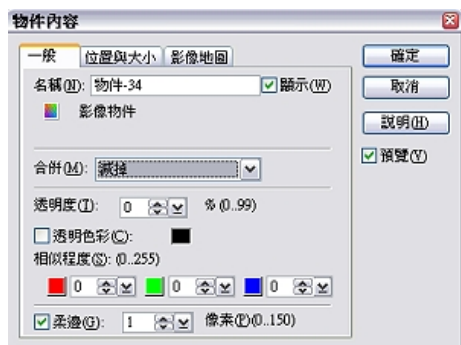 物件內容
一般 位置與大小 影像地圖
名稱(N): 物件-34 顯示(W)
影像物件
合併(M): 減掉
透明度(T): 0 % (0..99)
透明色彩(C):
相似程度(S): (0..255)
0 0 0
柔邊(G): 1 像素(P)(0..150)
確定
取消
說明(H)
預覽(Y)